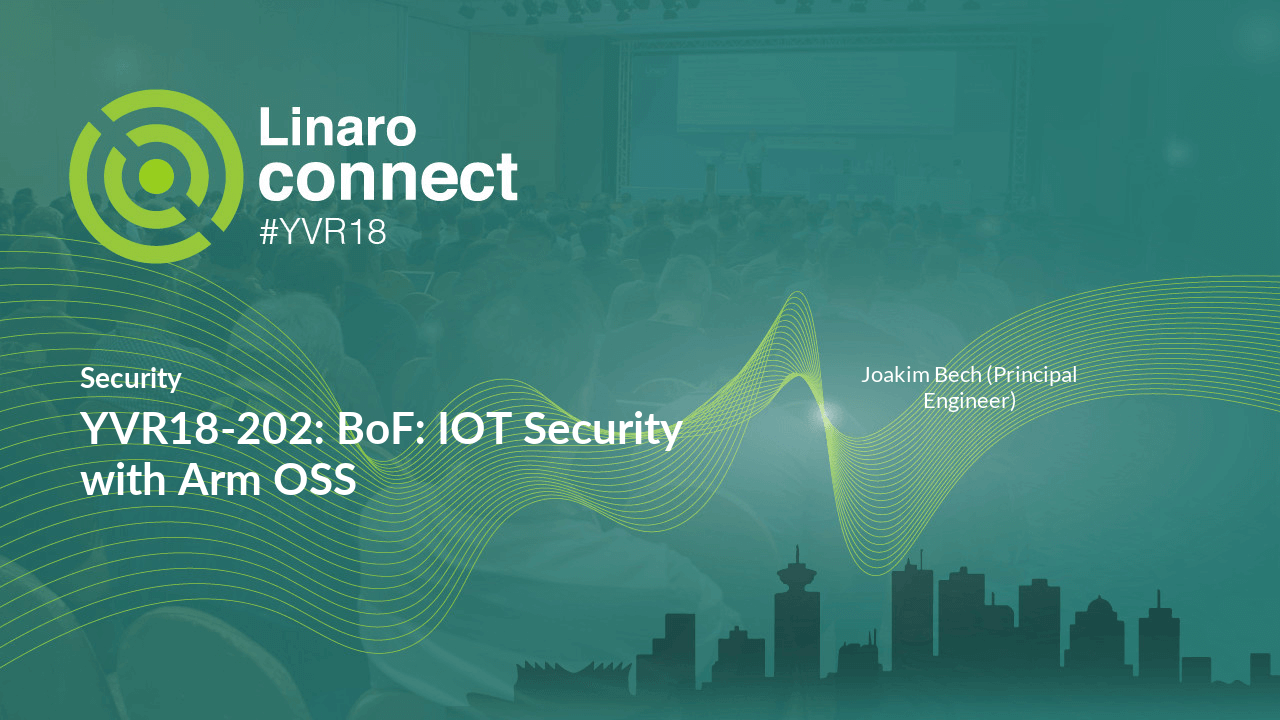 Linaro
connect
#YVR18
Security
YVR18-202: BoF: IOT Security
with Arm OSS
Joakim Bech (Principal
Engineer)